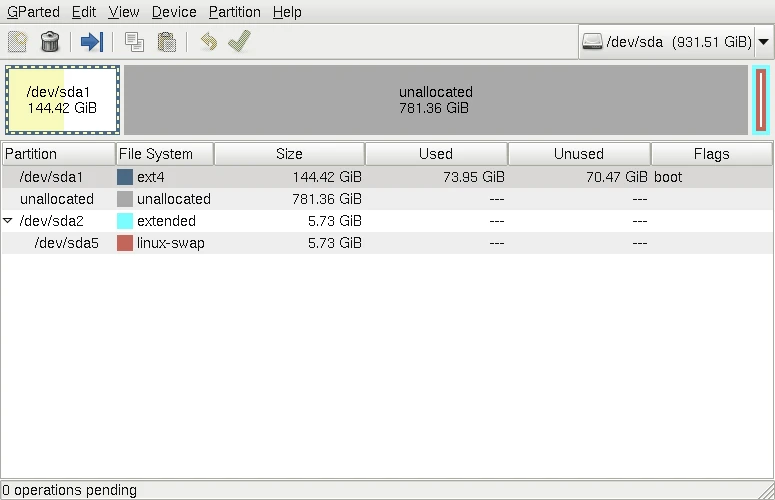 GParted Edit View Device Partition Help
/dev/sda (931.51 GiB)
/dev/sda1
144.42 GiB
unallocated
781.36 GiB
Partition File System Size Used Unused Flags
/dev/sda1 ext4 144.42 GiB 73.95 GiB 70.47 GiB boot
unallocated unallocated 781.36 GiB --- ---
/dev/sda2 extended 5.73 GiB --- ---
/dev/sda5 linux-swap 5.73 GiB --- ---
0 operations pending